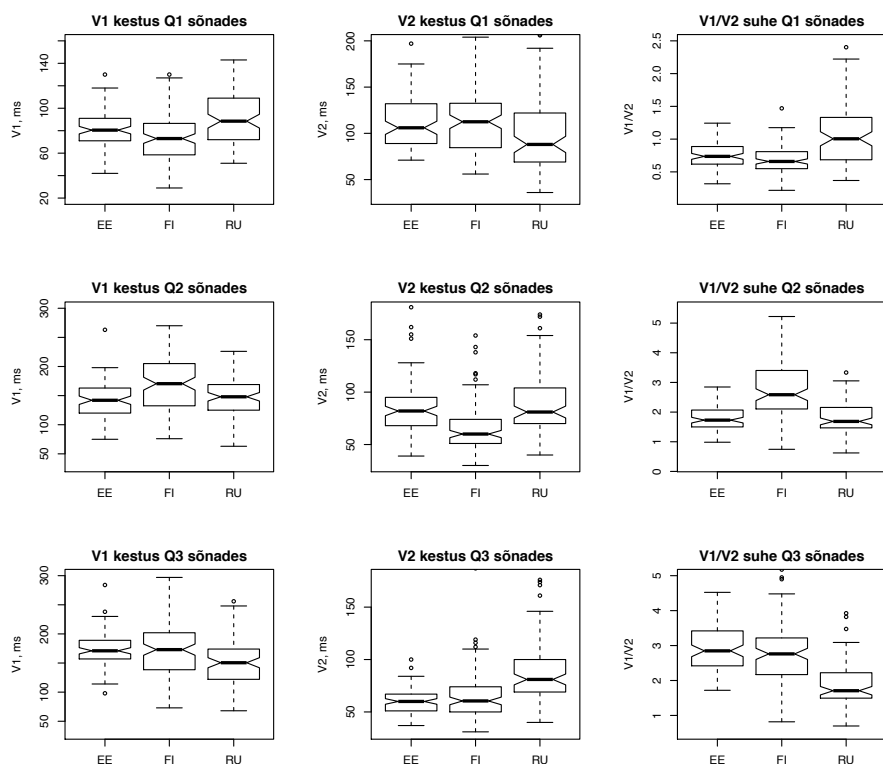 V1 kestus Q1 sõnades
V1, ms
20 60 100 140
EE FI RU
V2 kestus Q1 sõnades
V2, ms
50 100 150 200
EE FI RU
V1/V2 suhe Q1 sõnades
V1/V2
0.5 1.0 1.5 2.0 2.5
EE FI RU
V1 kestus Q2 sõnades
V1, ms
50 100 200 300
EE FI RU
V2 kestus Q2 sõnades
V2, ms
50 100 150
EE FI RU
V1/V2 suhe Q2 sõnades
V1/V2
0 1 2 3 4 5
EE FI RU
V1 kestus Q3 sõnades
V1, ms
50 100 200 300
EE FI RU
V2 kestus Q3 sõnades
V2, ms
50 100 150
EE FI RU
V1/V2 suhe Q3 sõnades
V1/V2
1 2 3 4 5
EE FI RU